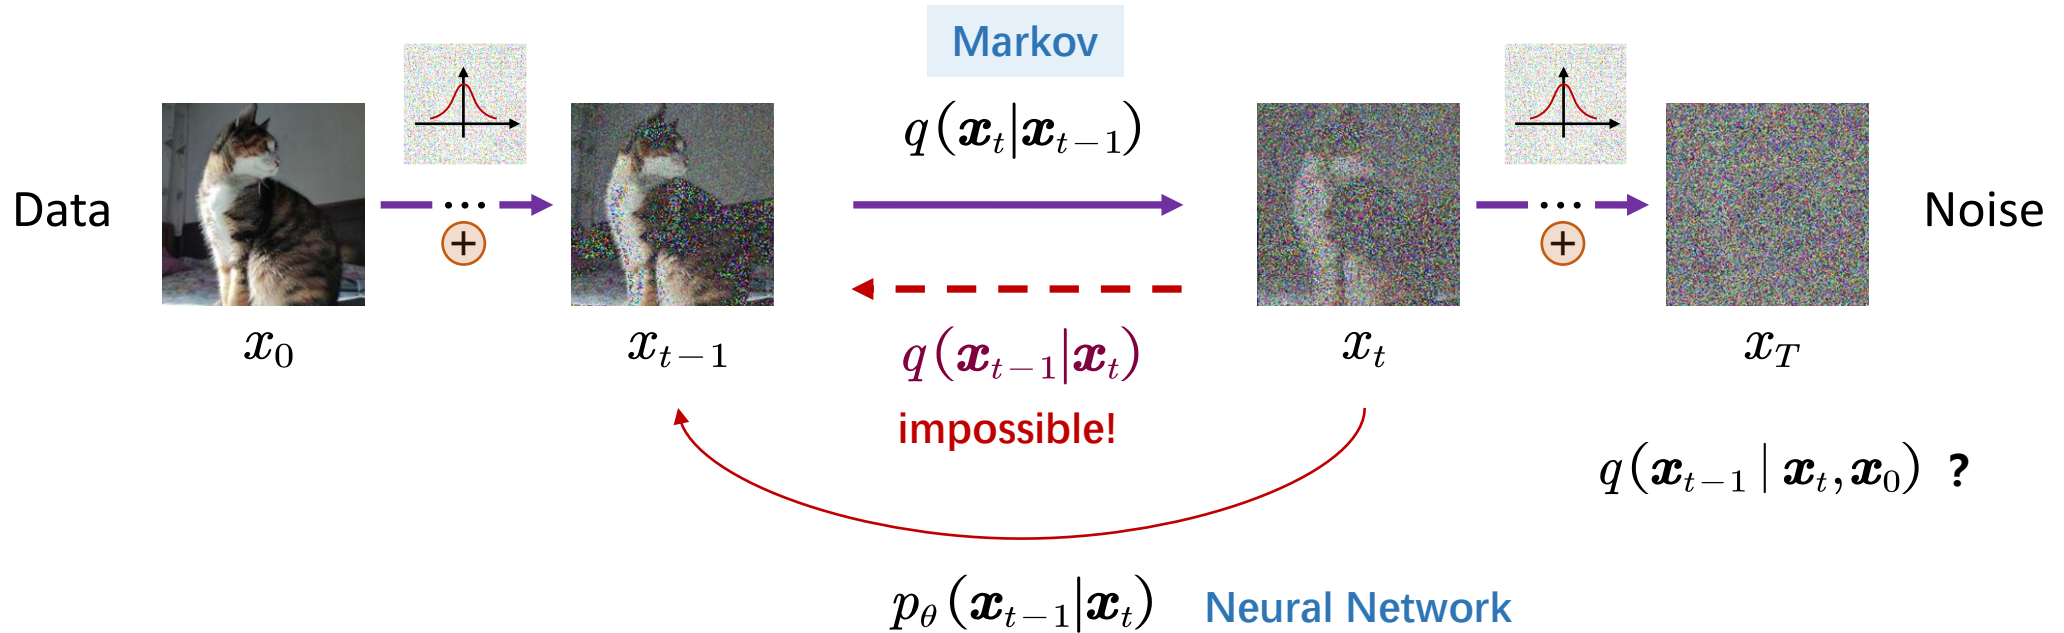 Markov
q(x_t|x_{t-1})
Data
...
+
...
+
Noise
x_0
x_{t-1}
q(x_{t-1}|x_t)
x_t
x_T
impossible!
q(x_{t-1} | x_t, x_0) ?
p_θ(x_{t-1}|x_t) Neural Network